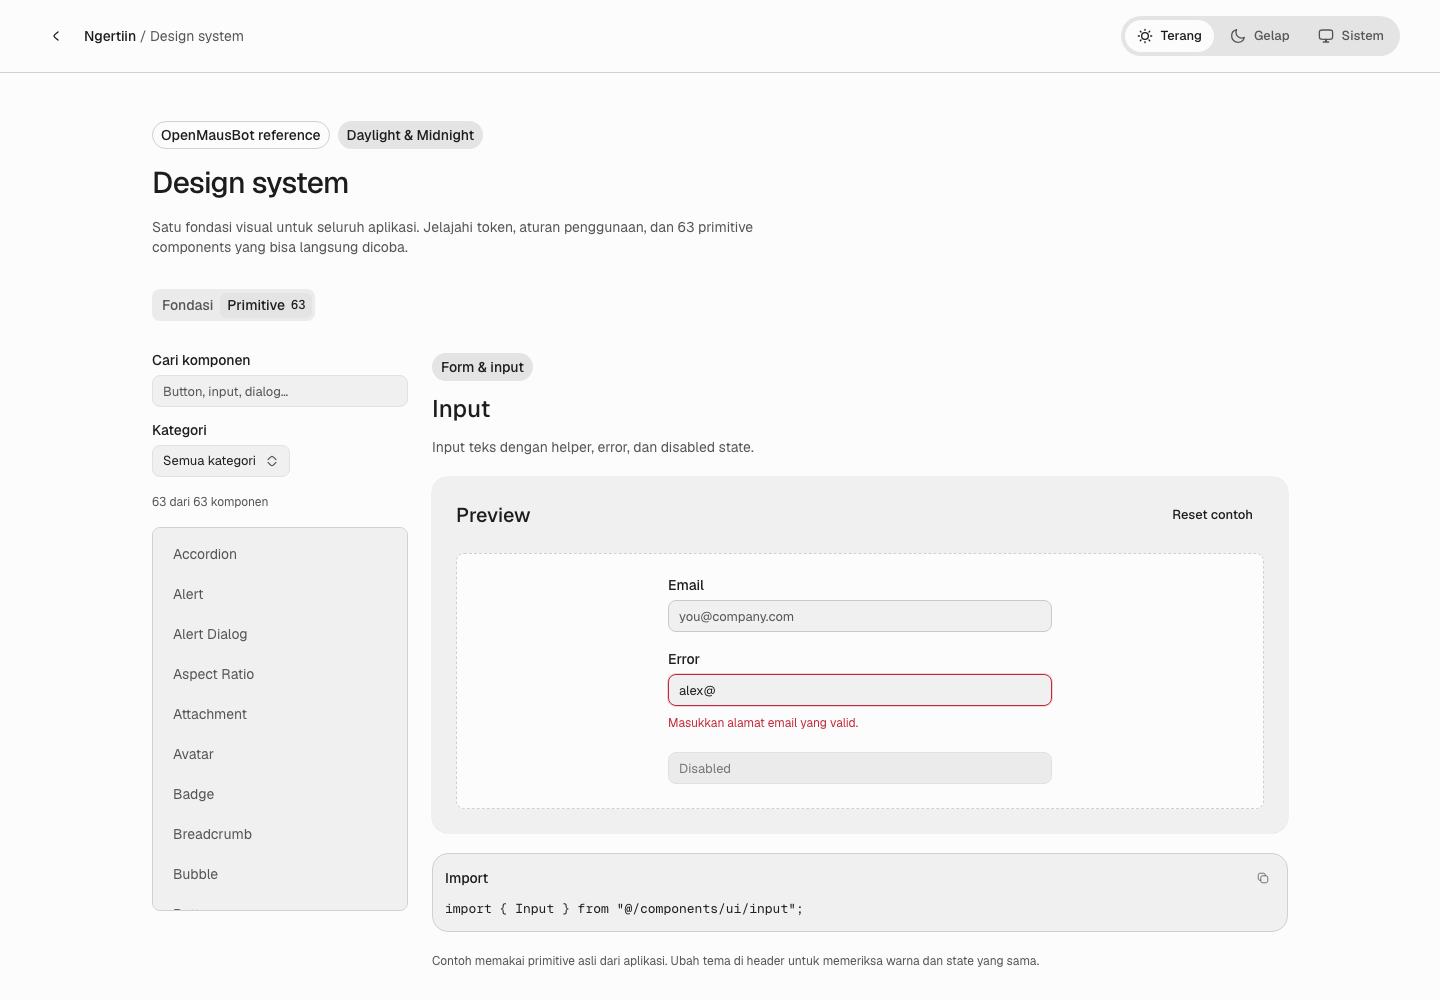 Ngertiin / Design system
Terang
Gelap
Sistem
OpenMausBot reference
Daylight & Midnight
Design system
Satu fondasi visual untuk seluruh aplikasi. Jelajahi token, aturan penggunaan, dan 63 primitive
components yang bisa langsung dicoba.
Fondasi
Primitive 63
Cari komponen
Button, input, dialog…
Kategori
Semua kategori
63 dari 63 komponen
Accordion
Alert
Alert Dialog
Aspect Ratio
Attachment
Avatar
Badge
Breadcrumb
Bubble
Form & input
Input
Input teks dengan helper, error, dan disabled state.
Preview
Reset contoh
Email
you@company.com
Error
alex@
Masukkan alamat email yang valid.
Disabled
Import
import { Input } from "@/components/ui/input";
Contoh memakai primitive asli dari aplikasi. Ubah tema di header untuk memeriksa warna dan state yang sama.